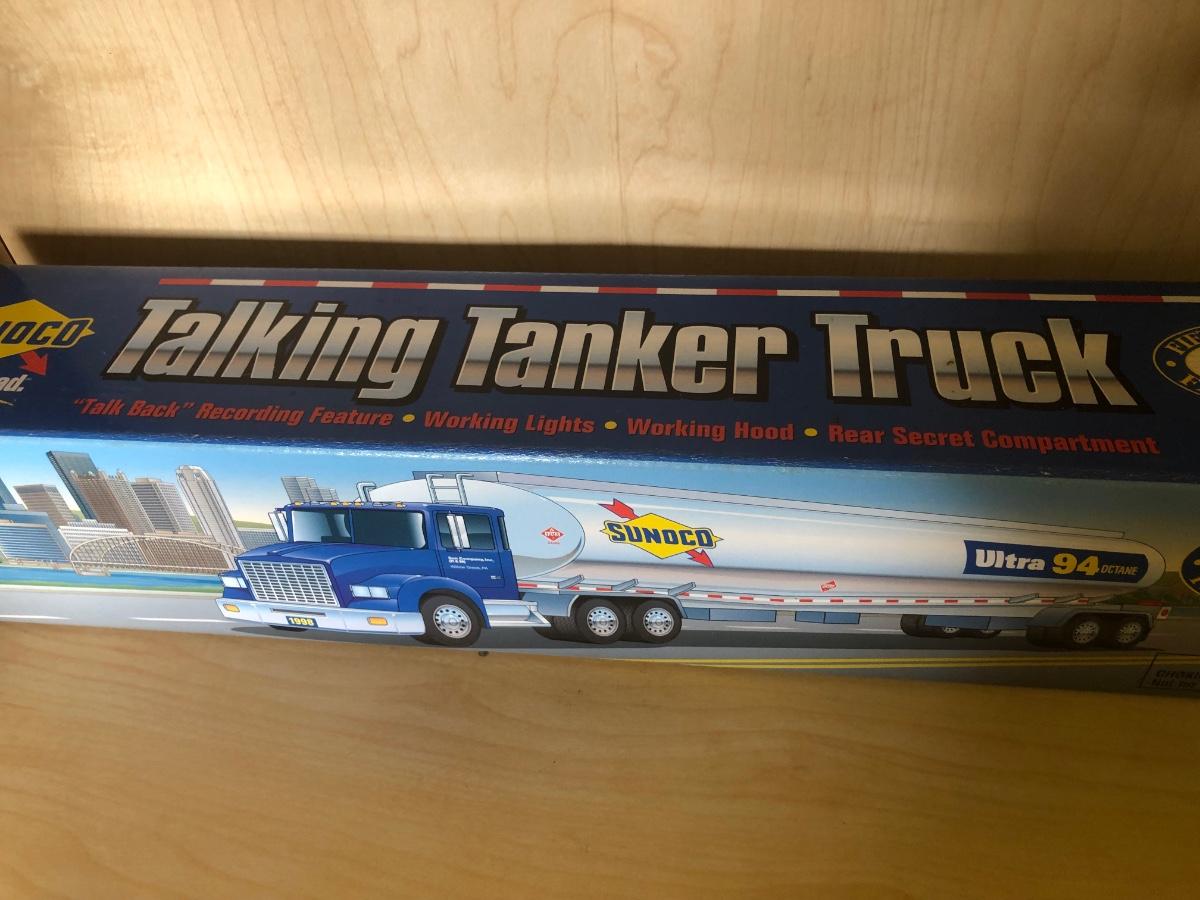 Talking Tanker Truck
"Talk Back" Recording Feature • Working Lights • Working Hood • Rear Secret Compartment
SUNOCO
Ultra 94 OCTANE
1998